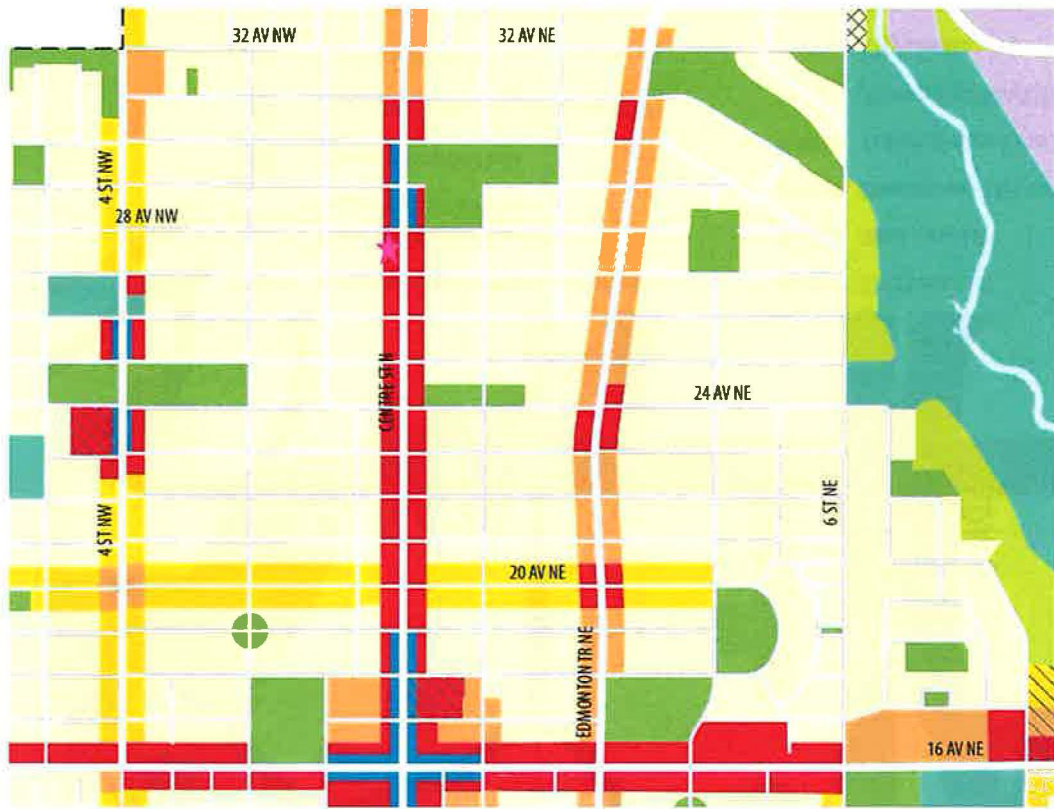 32 AV NW
32 AV NE
4 ST NW
28 AV NW
CENTRE ST N
24 AV NE
6 ST NE
4 ST NW
20 AV NE
EDMONTON TR NE
16 AV NE